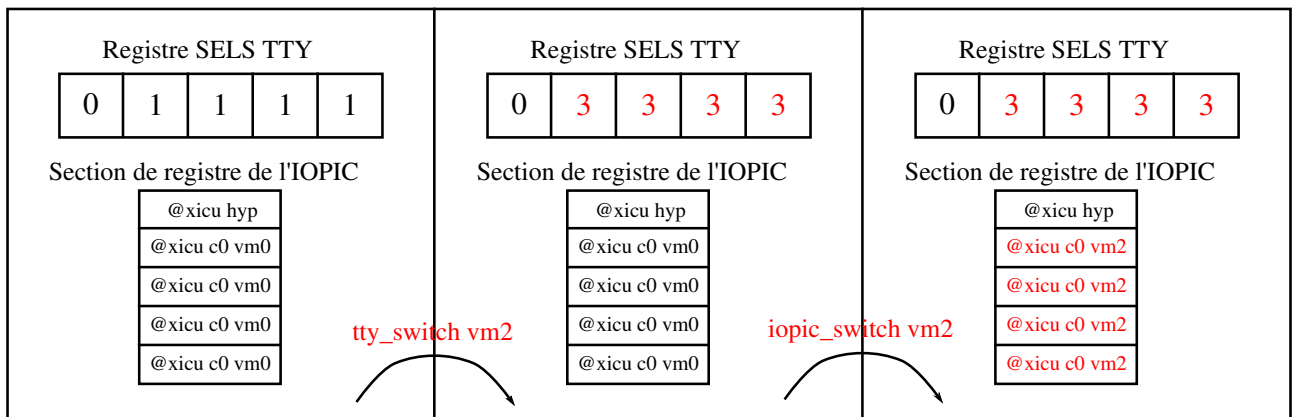 Registre SELS TTY
0 1 1 1 1
Section de registre de l'IOPIC
@xicu hyp
@xicu c0 vm0
@xicu c0 vm0
@xicu c0 vm0
@xicu c0 vm0
tty_switch vm2
Registre SELS TTY
0 3 3 3 3
Section de registre de l'IOPIC
@xicu hyp
@xicu c0 vm0
@xicu c0 vm0
@xicu c0 vm0
@xicu c0 vm0
iopic_switch vm2
Registre SELS TTY
0 3 3 3 3
Section de registre de l'IOPIC
@xicu hyp
@xicu c0 vm2
@xicu c0 vm2
@xicu c0 vm2
@xicu c0 vm2